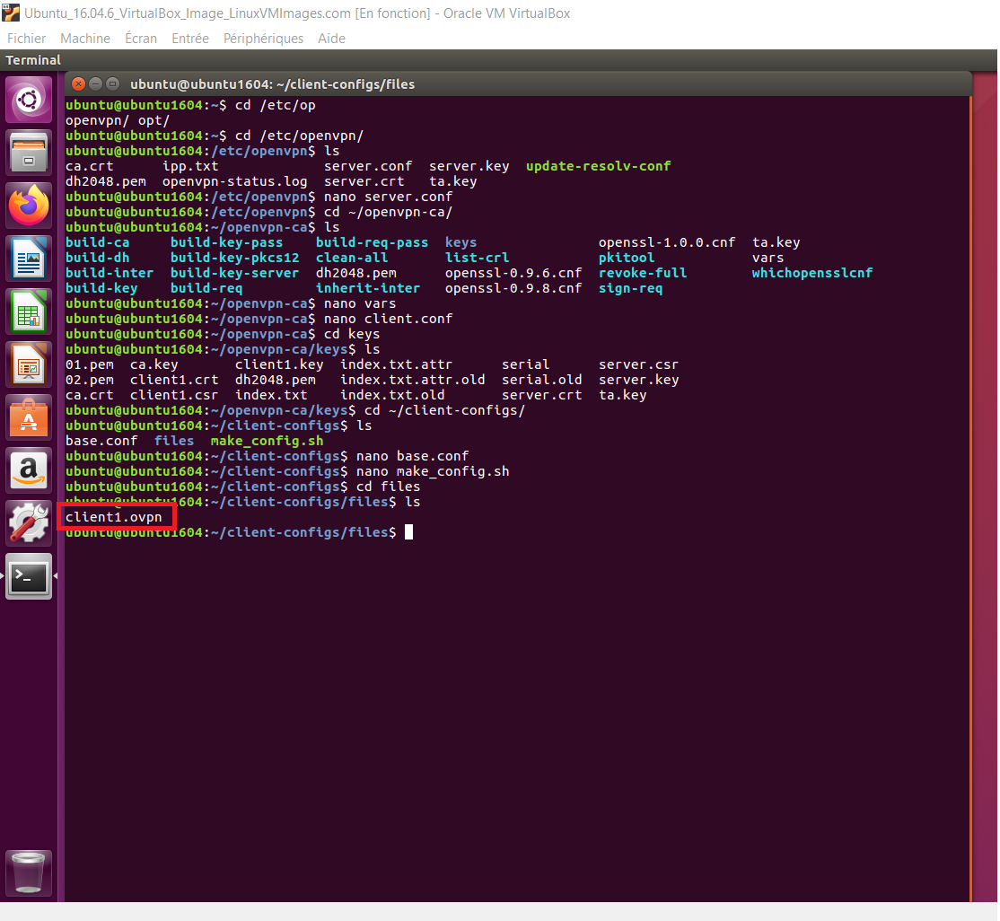 Ubuntu_16.04.6_VirtualBox_Image_LinuxVMImages.com [En fonction] - Oracle VM VirtualBox
Fichier Machine Écran Entrée Périphériques Aide
Terminal
ubuntu@ubuntu1604: ~/client-configs/files
ubuntu@ubuntu1604:~$ cd /etc/op
openvpn/ opt/
ubuntu@ubuntu1604:~$ cd /etc/openvpn/
ubuntu@ubuntu1604:/etc/openvpn$ ls
ca.crt ipp.txt server.conf server.key update-resolv-conf
dh2048.pem openvpn-status.log server.crt ta.key
ubuntu@ubuntu1604:/etc/openvpn$ nano server.conf
ubuntu@ubuntu1604:/etc/openvpn$ cd ~/openvpn-ca/
ubuntu@ubuntu1604:~/openvpn-ca$ ls
build-ca build-key-pass build-req-pass keys openssl-1.0.0.cnf ta.key
build-dh build-key-pkcs12 clean-all list-crl pkitool vars
build-inter build-key-server dh2048.pem openssl-0.9.6.cnf revoke-full whichopensslcnf
build-key build-req inherit-inter openssl-0.9.8.cnf sign-req
ubuntu@ubuntu1604:~/openvpn-ca$ nano vars
ubuntu@ubuntu1604:~/openvpn-ca$ nano client.conf
ubuntu@ubuntu1604:~/openvpn-ca$ cd keys
ubuntu@ubuntu1604:~/openvpn-ca/keys$ ls
01.pem ca.key client1.key index.txt.attr serial server.csr
02.pem client1.crt dh2048.pem index.txt.attr.old serial.old server.key
ca.crt client1.csr index.txt index.txt.old server.crt ta.key
ubuntu@ubuntu1604:~/openvpn-ca/keys$ cd ~/client-configs/
ubuntu@ubuntu1604:~/client-configs$ ls
base.conf files make_config.sh
ubuntu@ubuntu1604:~/client-configs$ nano base.conf
ubuntu@ubuntu1604:~/client-configs$ nano make_config.sh
ubuntu@ubuntu1604:~/client-configs$ cd files
ubuntu@ubuntu1604:~/client-configs/files$ ls
client1.ovpn
ubuntu@ubuntu1604:~/client-configs/files$